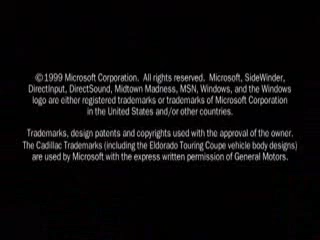 ©1999 Microsoft Corporation. All rights reserved. Microsoft, SideWinder,
DirectInput, DirectSound, Midtown Madness, MSN, Windows, and the Windows
logo are either registered trademarks or trademarks of Microsoft Corporation
in the United States and/or other countries.
Trademarks, design patents and copyrights used with the approval of the owner.
The Cadillac Trademarks (including the Eldorado Touring Coupe vehicle body designs)
are used by Microsoft with the express written permission of General Motors.